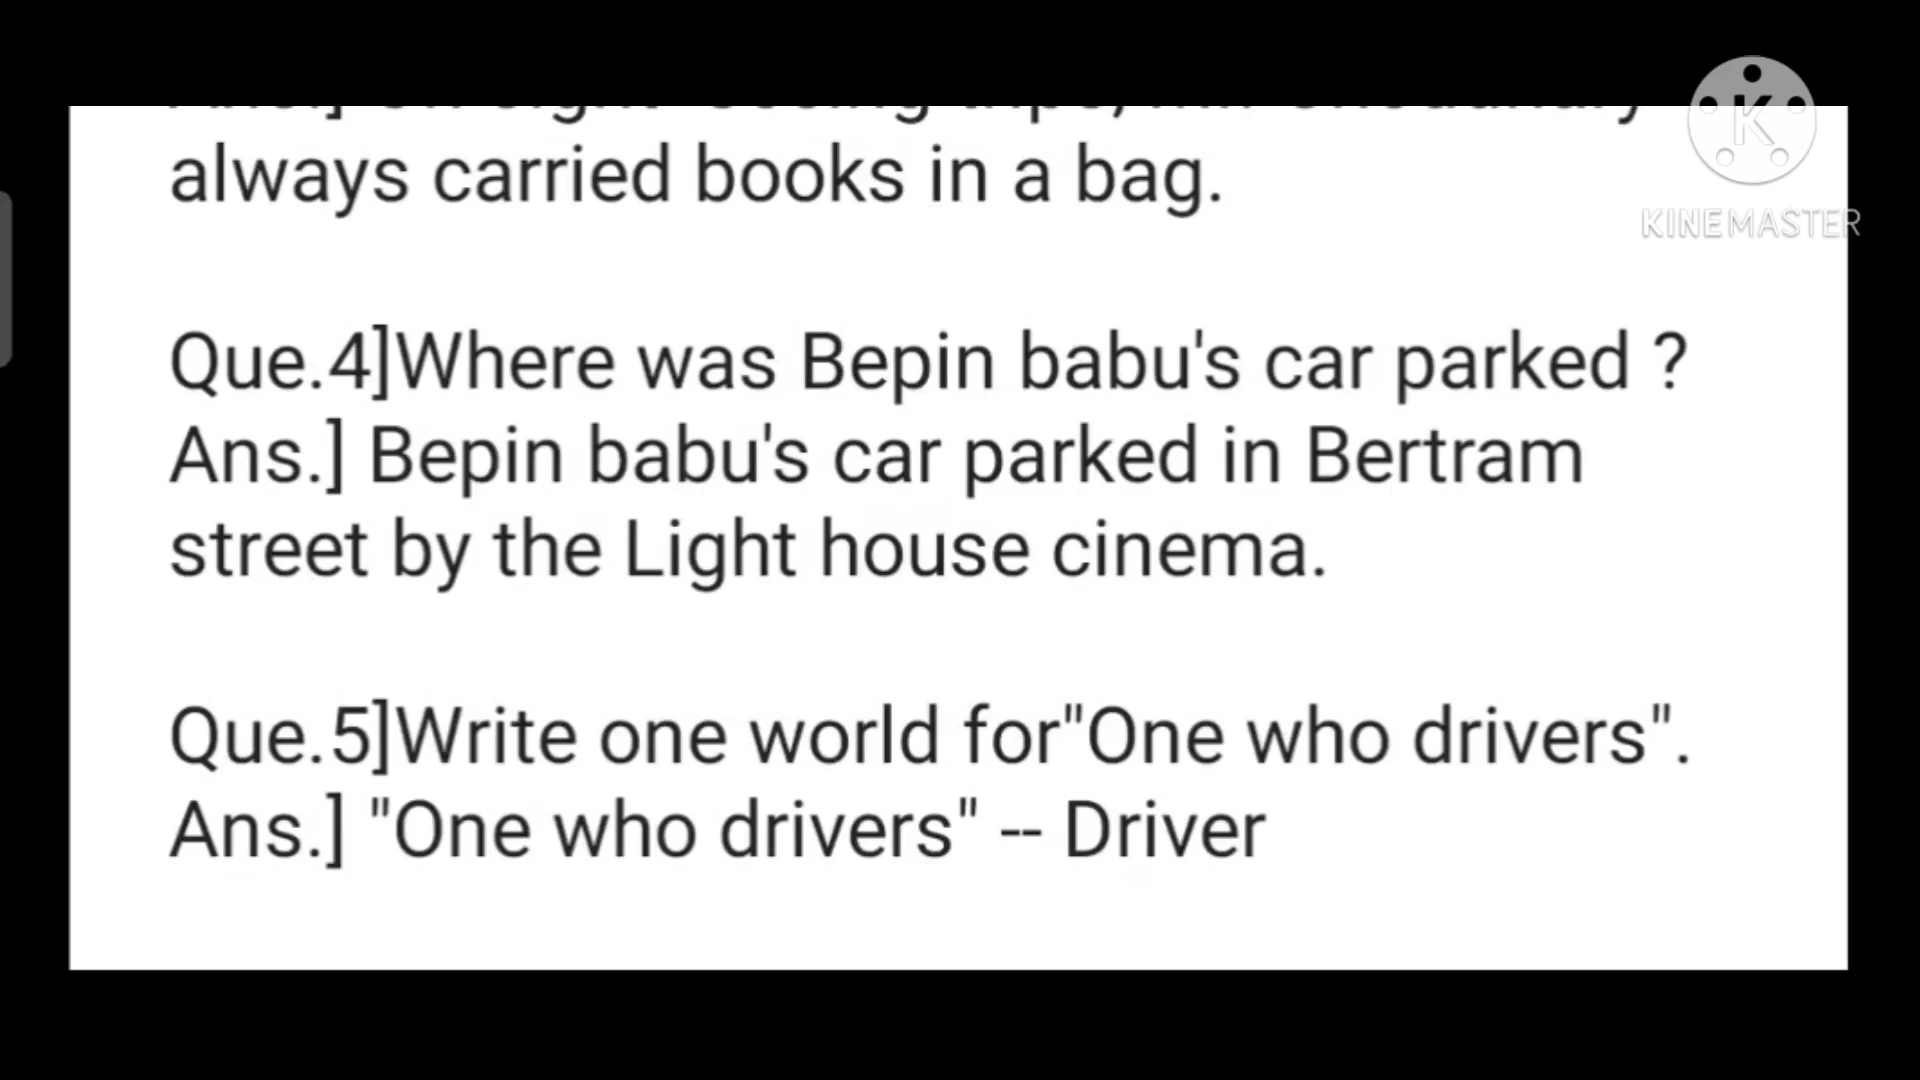 always carried books in a bag.
Que.4]Where was Bepin babu's car parked ?
Ans.] Bepin babu's car parked in Bertram
street by the Light house cinema.
Que.5]Write one world for"One who drivers".
Ans.] "One who drivers" -- Driver
K
KINEMASTER